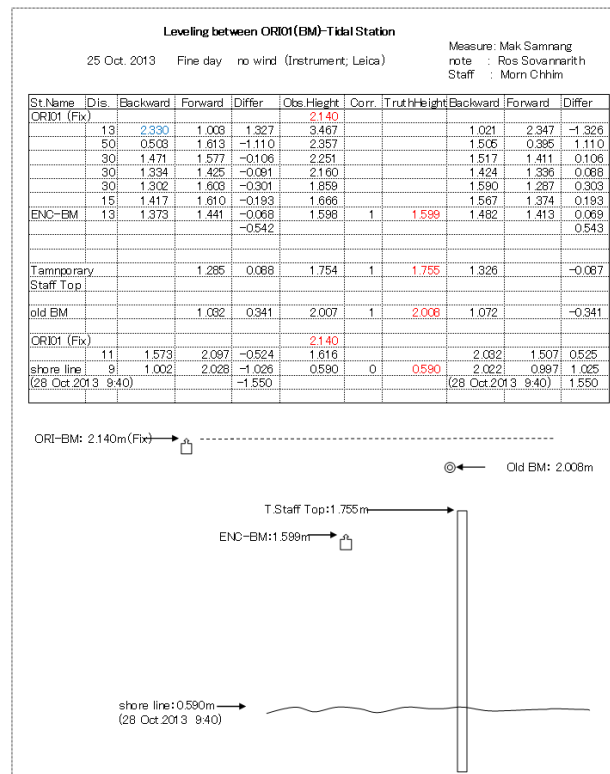 Leveling between ORI01(BM)-Tidal Station
Measure: Mak Samnang
25 Oct. 2013 Fine day no wind (Instrument; Leica) note : Ros Sovannarith
Staff : Morn Chhim
St.Name Dis. Backward Forward Differ Obs.Hieght Corr. TruthHeight Backward Forward Differ
ORI01 (Fix) 2.140
13 2.330 1.003 1.327 3.467 1.021 2.347 -1.326
50 0.503 1.613 -1.110 2.357 1.505 0.395 1.110
30 1.471 1.577 -0.106 2.251 1.517 1.411 0.106
30 1.334 1.425 -0.091 2.160 1.424 1.336 0.088
30 1.302 1.603 -0.301 1.859 1.590 1.287 0.303
15 1.417 1.610 -0.193 1.666 1.567 1.374 0.193
ENC-BM 13 1.373 1.441 -0.068 1.598 1 1.599 1.482 1.413 0.069
-0.542 0.543
Tamnporary 1.285 0.088 1.754 1 1.755 1.326 -0.087
Staff Top
old BM 1.032 0.341 2.007 1 2.008 1.072 -0.341
ORI01 (Fix) 2.140
11 1.573 2.097 -0.524 1.616 2.032 1.507 0.525
shore line 9 1.002 2.028 -1.026 0.590 0 0.590 2.022 0.997 1.025
(28 Oct.2013 9:40) -1.550 (28 Oct.2013 9:40) 1.550
ORI-BM: 2.140m(Fix)
Old BM: 2.008m
T.Staff Top:1.755m
ENC-BM:1.599m
shore line:0.590m
(28 Oct.2013 9:40)